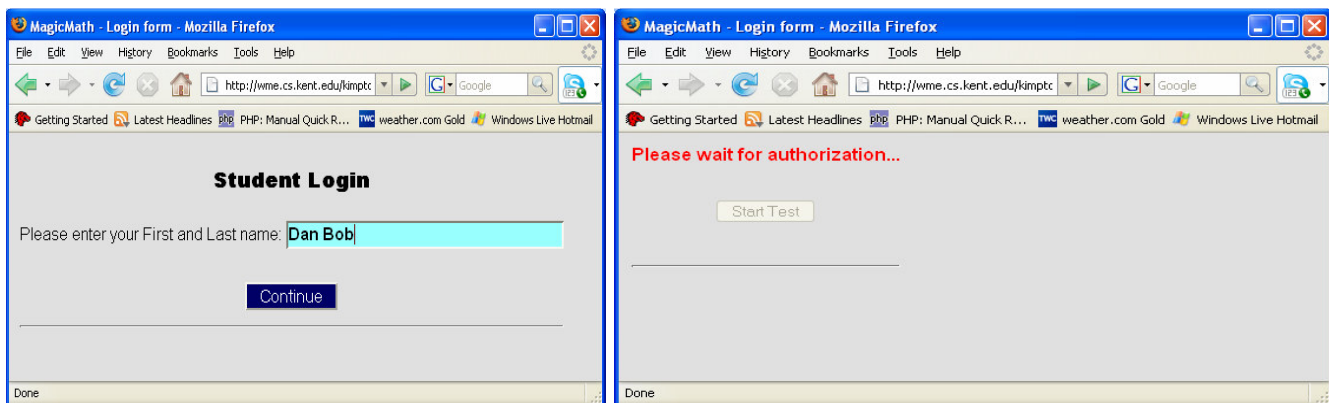 MagicMath - Login form - Mozilla Firefox
File Edit View History Bookmarks Tools Help
http://wme.cs.kent.edu/kimptc G Google
Getting Started Latest Headlines php PHP: Manual Quick R... TWC weather.com Gold Windows Live Hotmail
Student Login
Please enter your First and Last name: Dan Bob
Continue
Done
MagicMath - Login form - Mozilla Firefox
File Edit View History Bookmarks Tools Help
http://wme.cs.kent.edu/kimptc G Google
Getting Started Latest Headlines php PHP: Manual Quick R... TWC weather.com Gold Windows Live Hotmail
Please wait for authorization...
Start Test
Done